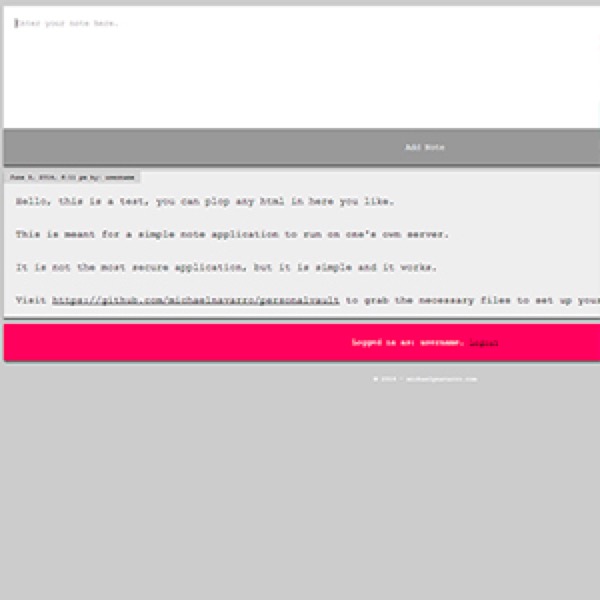 Enter your note here.
Add Note
June 8, 2014, 6:11 pm by: username
Hello, this is a test, you can plop any html in here you like.
This is meant for a simple note application to run on one's own server.
It is not the most secure application, but it is simple and it works.
Visit https://github.com/michaelnavarro/personalvault to grab the necessary files to set up your
Logged in as: username. Logout
© 2014 -